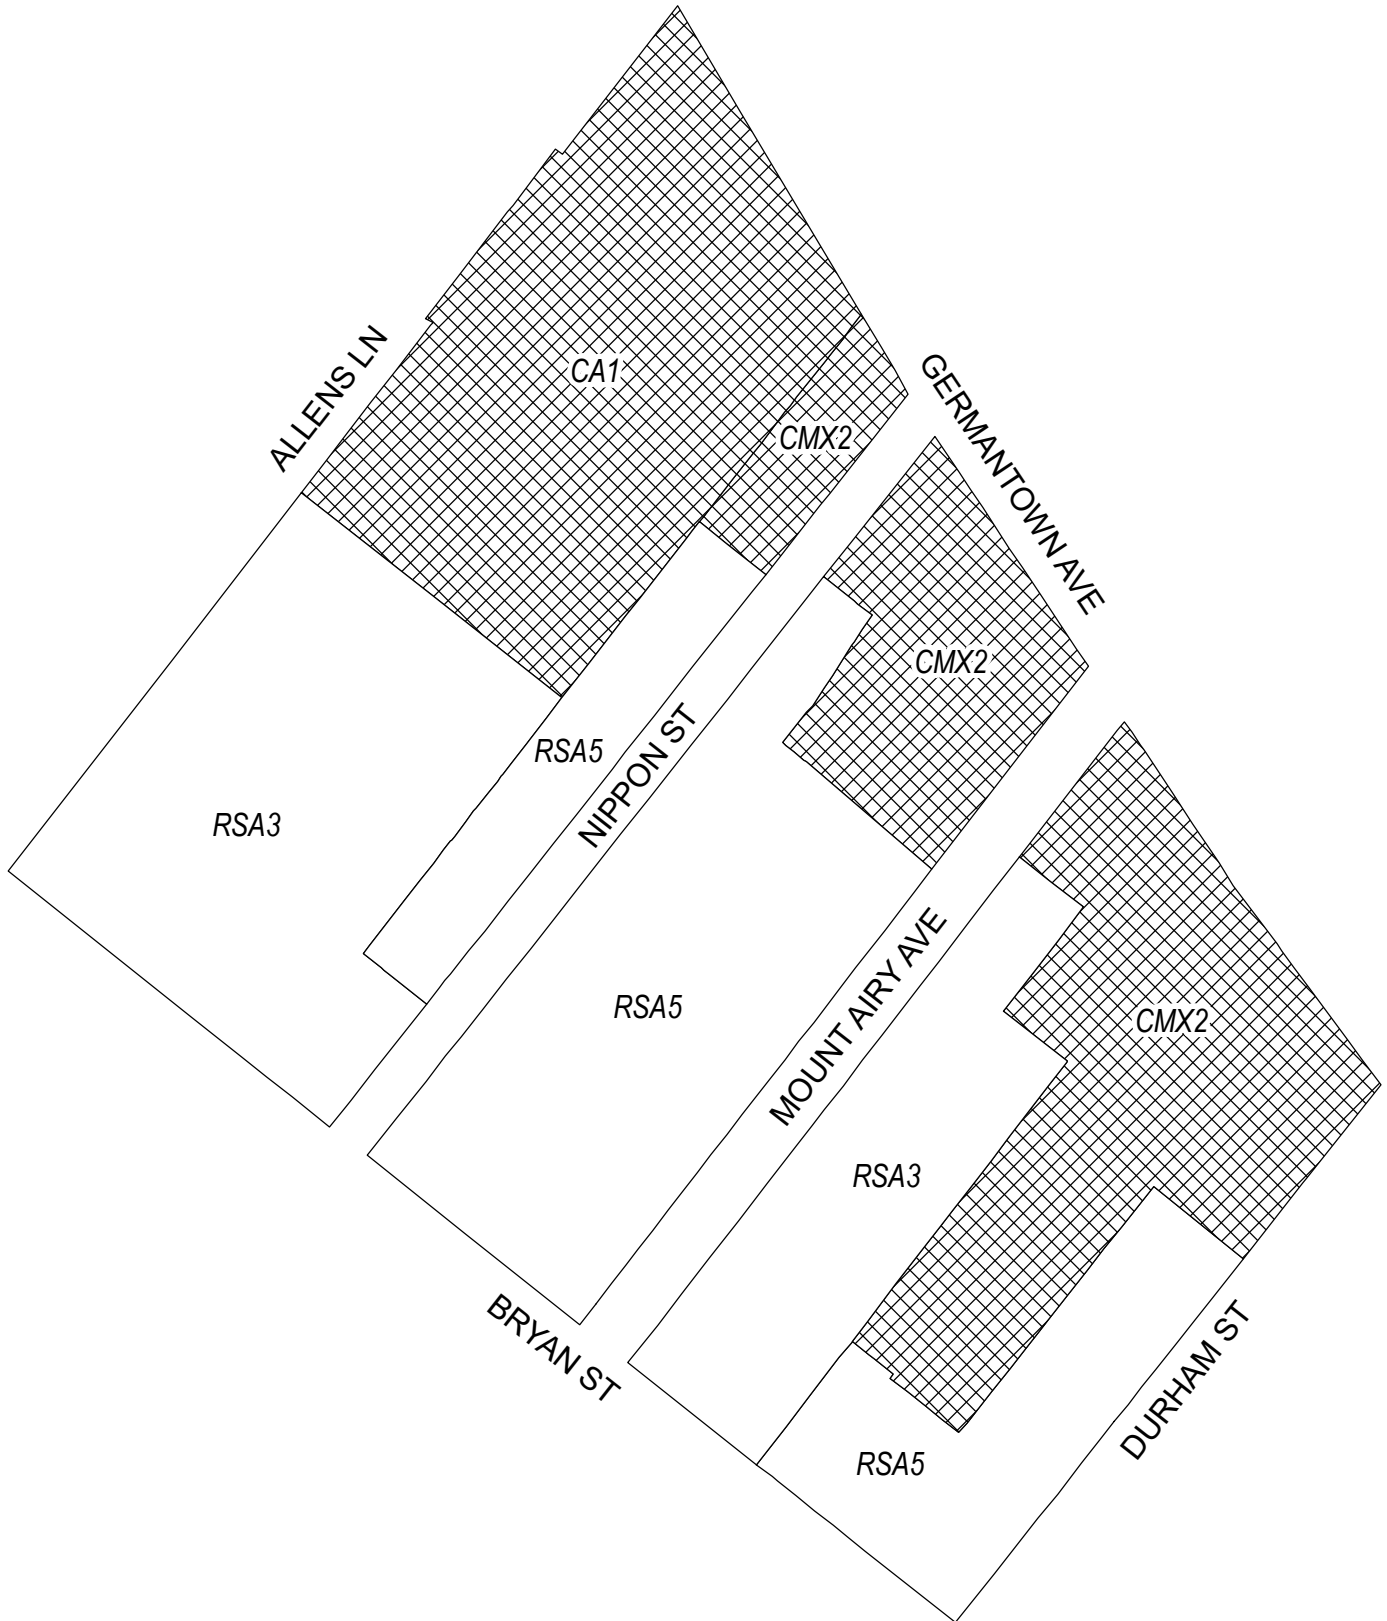 ALLENS LN
CA1
GERMANTOWN AVE
CMX2
CMX2
NIPPON ST
RSA5
RSA3
MOUNT AIRY AVE
RSA5
CMX2
RSA3
BRYAN ST
DURHAM ST
RSA5